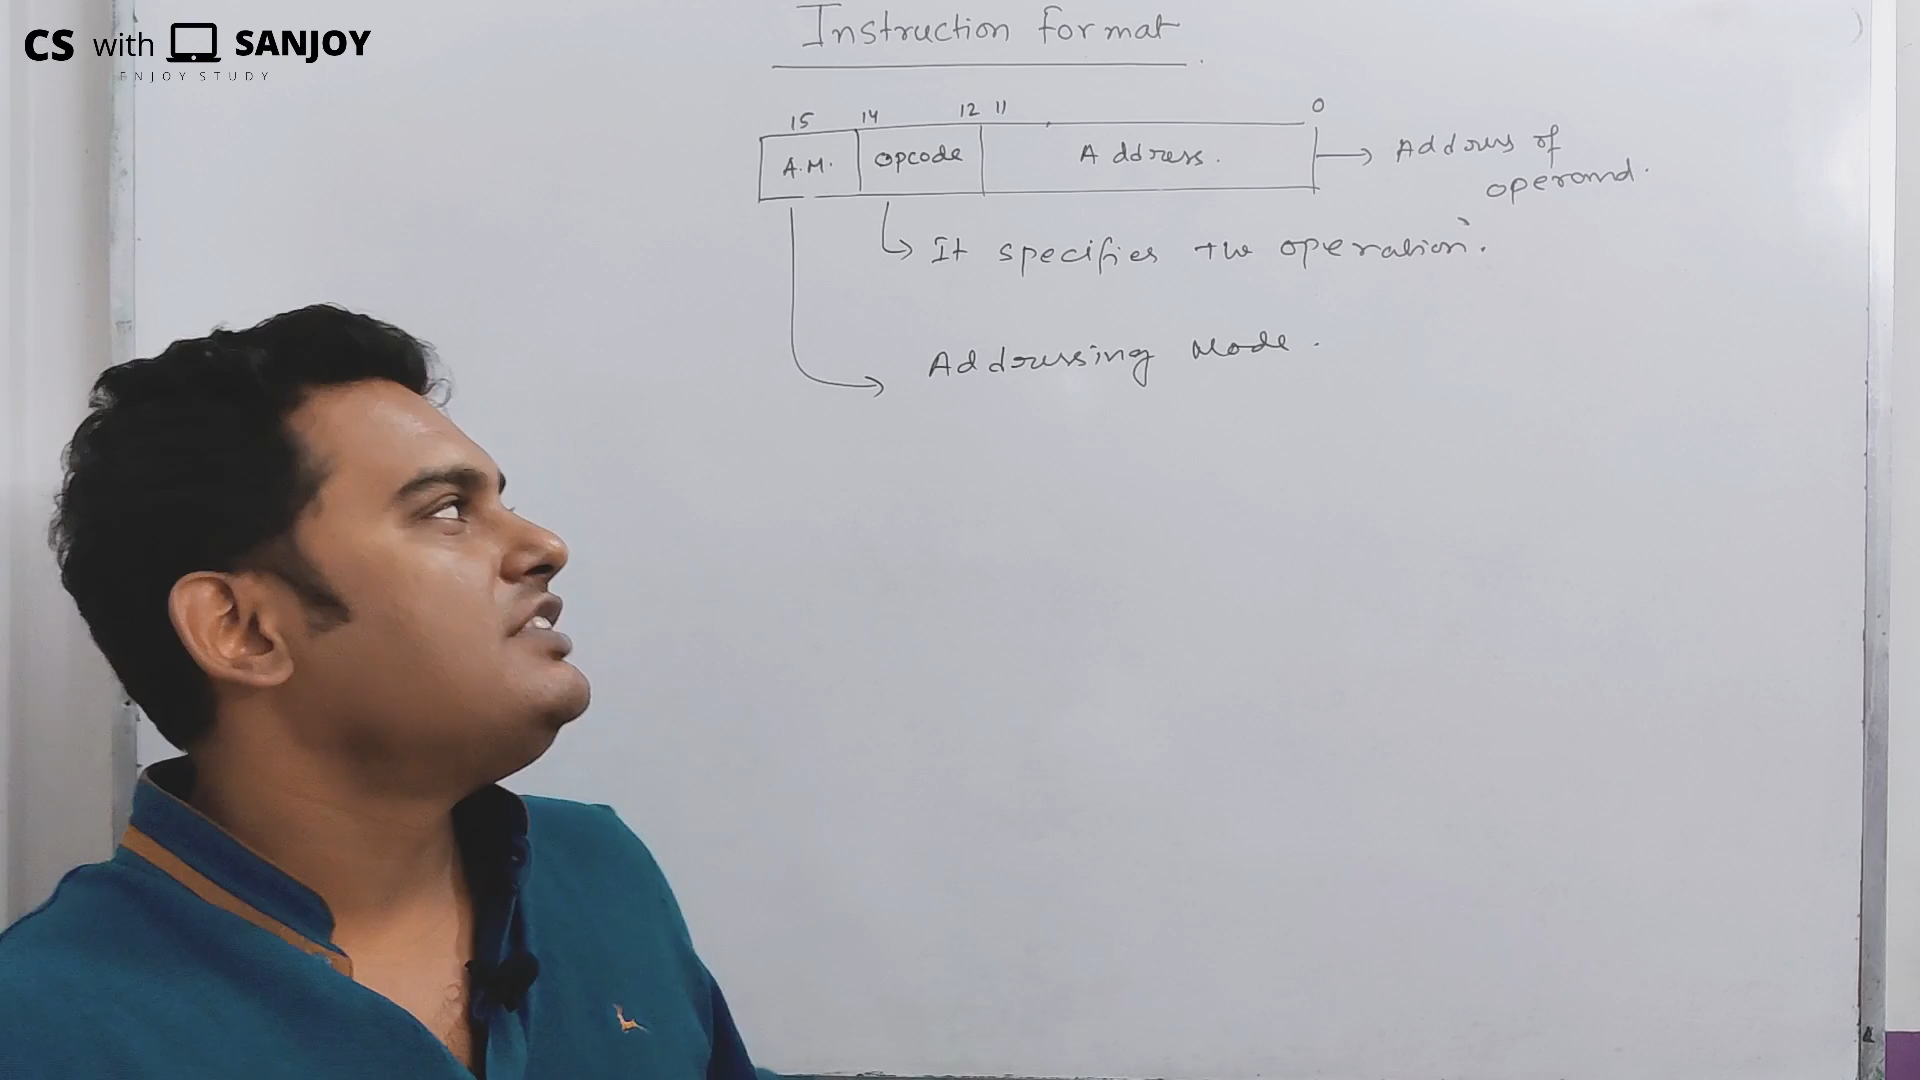 CS with SANJOY
ENJOY STUDY
Instruction format
15 14 12 11 0
A.M. opcode Address. Address of
operand.
It specifies the operation.
Addressing Mode.